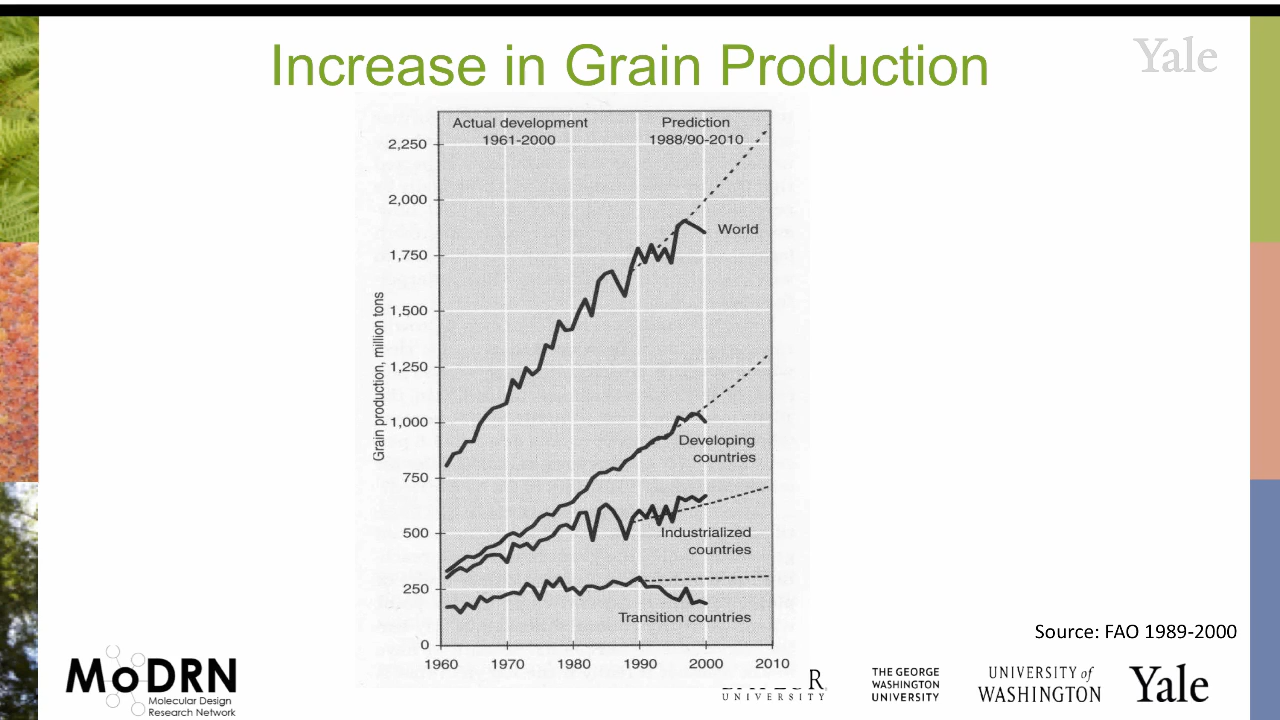 Increase in Grain Production
Yale
Actual development
1961-2000
Prediction
1988/90-2010
Grain production, million tons
2,250
2,000
1,750
1,500
1,250
1,000
750
500
250
0
World
Developing
countries
Industrialized
countries
Transition countries
1960 1970 1980 1990 2000 2010
Source: FAO 1989-2000
MoDRN
Molecular Design
Research Network
UNIVERSITY
THE GEORGE
WASHINGTON
UNIVERSITY
UNIVERSITY of
WASHINGTON
Yale